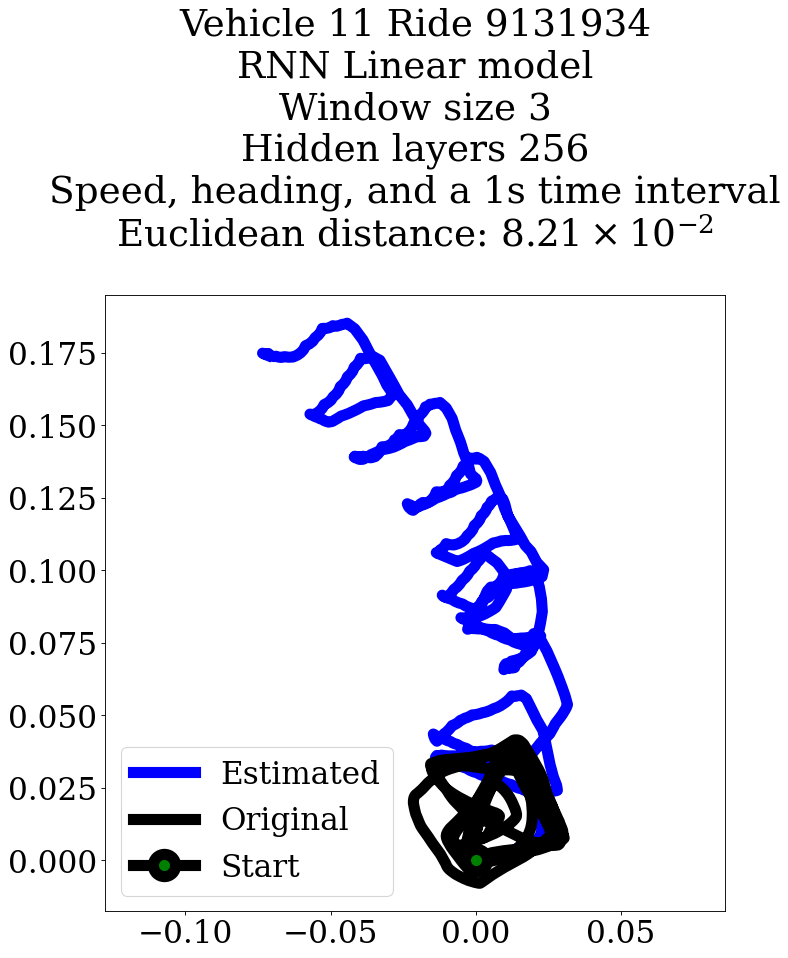 Vehicle 11 Ride 9131934
RNN Linear model
Window size 3
Hidden layers 256
Speed, heading, and a 1s time interval
Euclidean distance: 8.21 × 10⁻²
0.175
0.150
0.125
0.100
0.075
0.050
0.025
0.000
Estimated
Original
Start
−0.10
−0.05
0.00
0.05